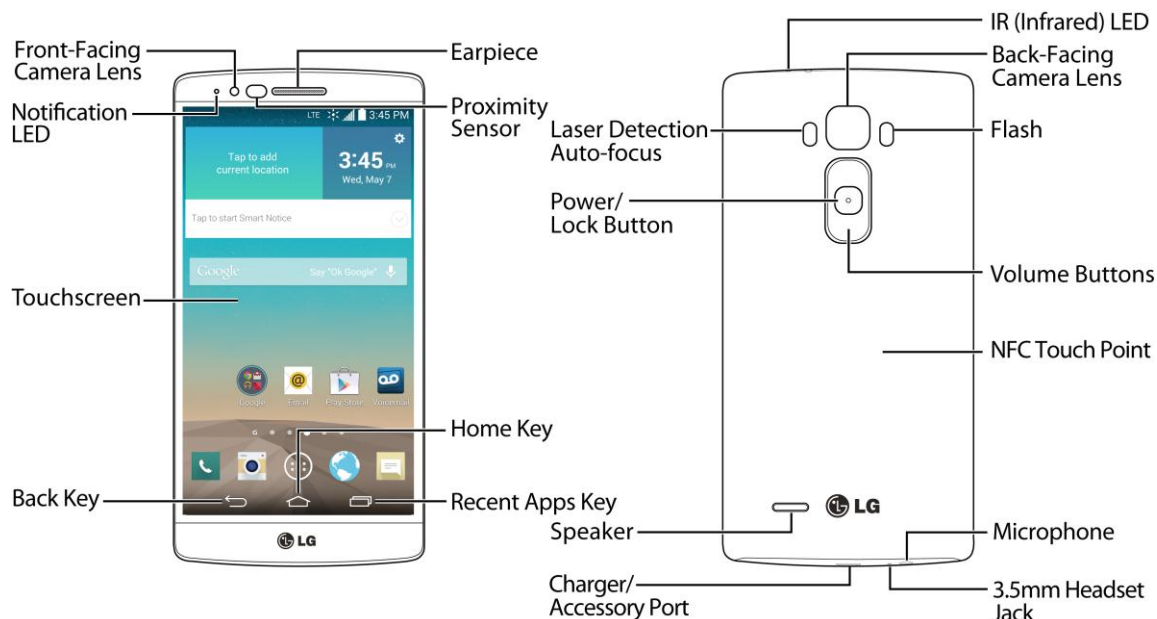 Front-Facing
Camera Lens
Notification
LED
Touchscreen
Back Key
Earpiece
Proximity
Sensor
Home Key
Recent Apps Key
LTE 3:45 PM
Tap to add
current location
3:45 PM
Wed, May 7
Tap to start Smart Notice
Google Say "Ok Google"
Google Email Play Store Voicemail
LG
Laser Detection
Auto-focus
Power/
Lock Button
Speaker
Charger/
Accessory Port
IR (Infrared) LED
Back-Facing
Camera Lens
Flash
Volume Buttons
NFC Touch Point
LG
Microphone
3.5mm Headset
Jack